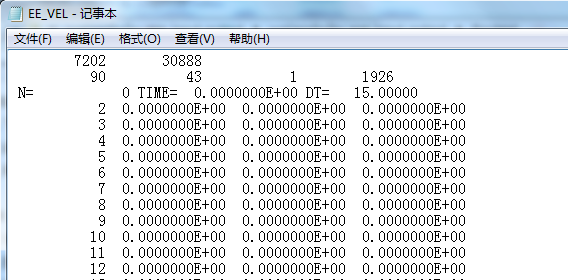 EE_VEL - 记事本
文件(F) 编辑(E) 格式(O) 查看(V) 帮助(H)
7202 30888
90 43 1 1926
N= 0 TIME= 0.0000000E+00 DT= 15.00000
2 0.0000000E+00 0.0000000E+00 0.0000000E+00
3 0.0000000E+00 0.0000000E+00 0.0000000E+00
4 0.0000000E+00 0.0000000E+00 0.0000000E+00
5 0.0000000E+00 0.0000000E+00 0.0000000E+00
6 0.0000000E+00 0.0000000E+00 0.0000000E+00
7 0.0000000E+00 0.0000000E+00 0.0000000E+00
8 0.0000000E+00 0.0000000E+00 0.0000000E+00
9 0.0000000E+00 0.0000000E+00 0.0000000E+00
10 0.0000000E+00 0.0000000E+00 0.0000000E+00
11 0.0000000E+00 0.0000000E+00 0.0000000E+00
12 0.0000000E+00 0.0000000E+00 0.0000000E+00